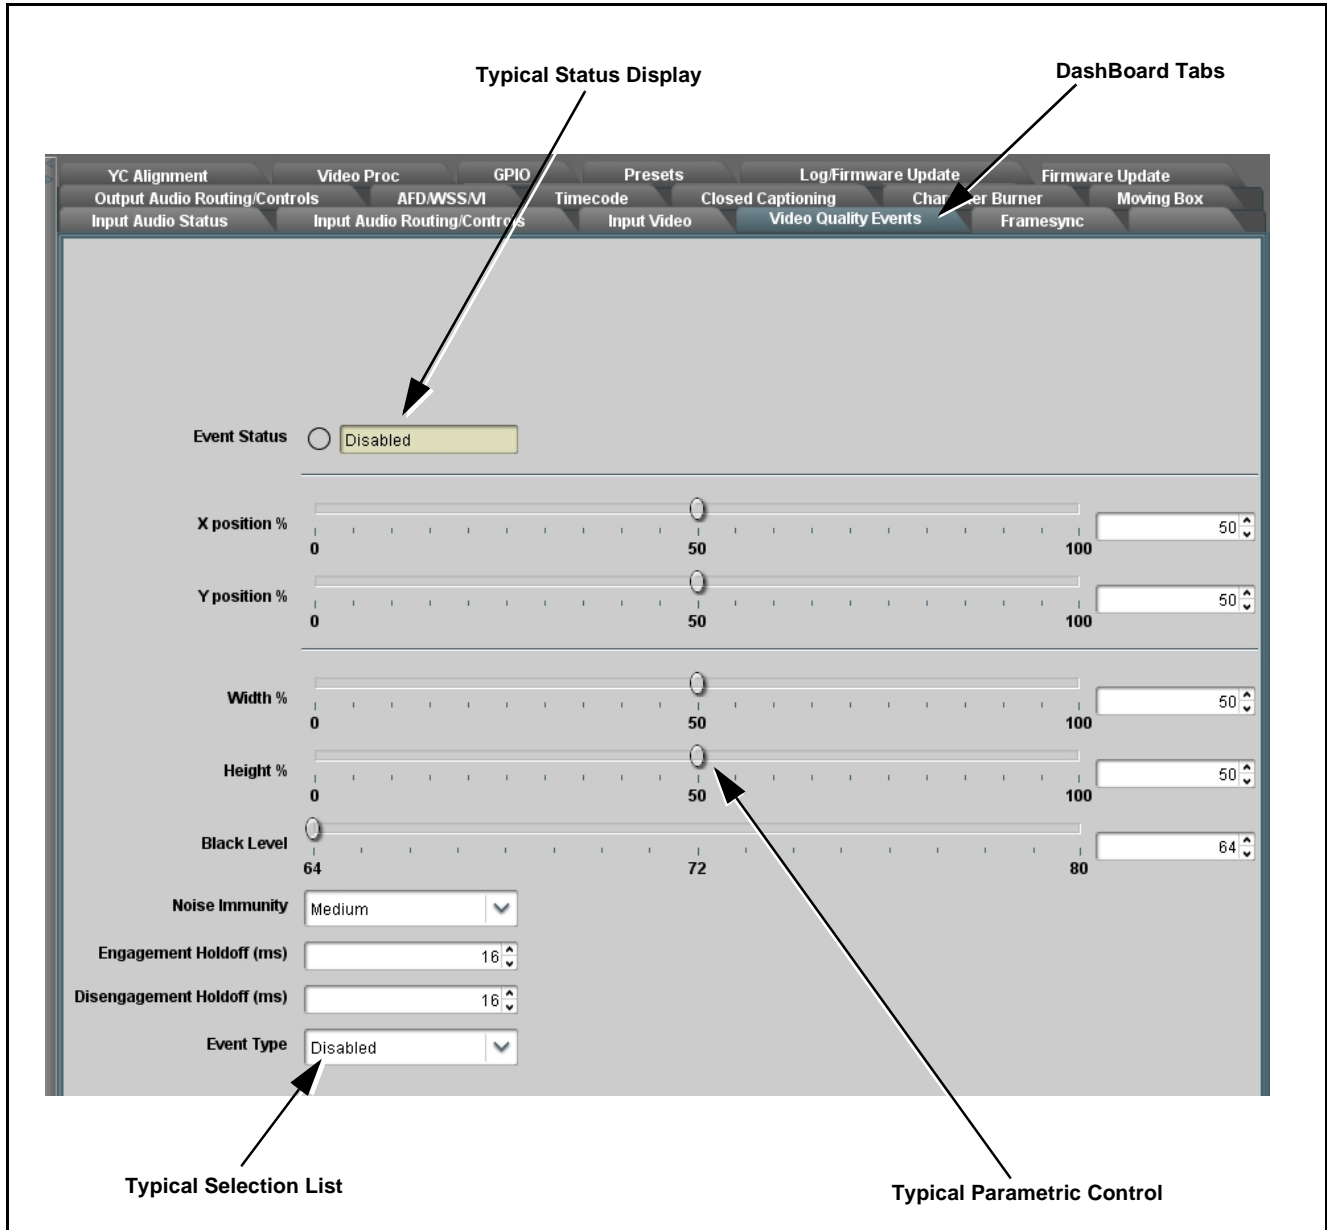 Typical Status Display
DashBoard Tabs
YC Alignment Video Proc GPIO Presets Log/Firmware Update Firmware Update
Output Audio Routing/Controls AFD/WSS/VI Timecode Closed Captioning Burner Moving Box
Input Audio Status Input Audio Routing/Controls Input Video Video Quality Events Framesync
Event Status Disabled
X position % 50
0 50 100
Y position % 50
0 50 100
Width % 50
0 50 100
Height % 50
0 50 100
Black Level 64
64 72 80
Noise Immunity Medium
Engagement Holdoff (ms) 16
Disengagement Holdoff (ms) 16
Event Type Disabled
Typical Selection List
Typical Parametric Control